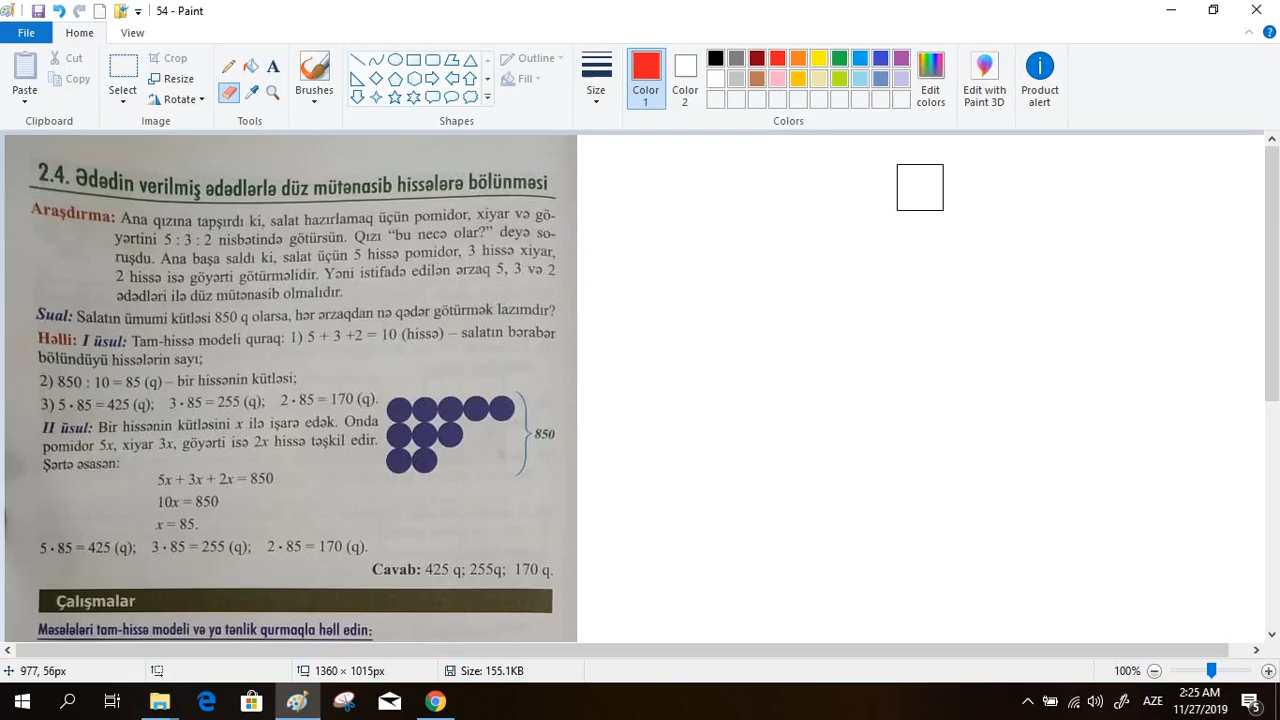 54 - Paint
File
Home
View
Paste
Cut
Copy
Clipboard
Select
Crop
Resize
Rotate
Image
A
Tools
Brushes
Shapes
Outline
Fill
Size
Color
1
Color
2
Edit
colors
Edit with
Paint 3D
Product
alert
Colors
2.4. Ədədin verilmiş ədədlərlə düz mütənasib hissələrə bölünməsi
Araşdırma: Ana qızına tapşırdı ki, salat hazırlamaq üçün pomidor, xiyar və gö-
yərtini 5 : 3 : 2 nisbətində götürsün. Qızı “bu necə olar?” deyə so-
ruşdu. Ana başa saldı ki, salat üçün 5 hissə pomidor, 3 hissə xiyar,
2 hissə isə göyərti götürməlidir. Yəni istifadə edilən ərzaq 5, 3 və 2
ədədləri ilə düz mütənasib olmalıdır.
Sual: Salatın ümumi kütləsi 850 q olarsa, hər ərzaqdan nə qədər götürmək lazımdır?
Həlli: I üsul: Tam-hissə modeli quraq: 1) 5 + 3 +2 = 10 (hissə) – salatın bərabər
bölündüyü hissələrin sayı;
2) 850 : 10 = 85 (q) – bir hissənin kütləsi;
3) 5 • 85 = 425 (q); 3 • 85 = 255 (q); 2 • 85 = 170 (q).
II üsul: Bir hissənin kütləsini x ilə işarə edək. Onda
pomidor 5x, xiyar 3x, göyərti isə 2x hissə təşkil edir.
Şərtə əsasən:
850
5x + 3x + 2x = 850
10x = 850
x = 85.
5 • 85 = 425 (q); 3 • 85 = 255 (q); 2 • 85 = 170 (q).
Cavab: 425 q; 255q; 170 q.
Çalışmalar
Məsələləri tam-hissə modeli və ya tənlik qurmaqla həll edin:
977, 56px
1360 × 1015px
Size: 155.1KB
100%
AZE
2:25 AM
11/27/2019
5